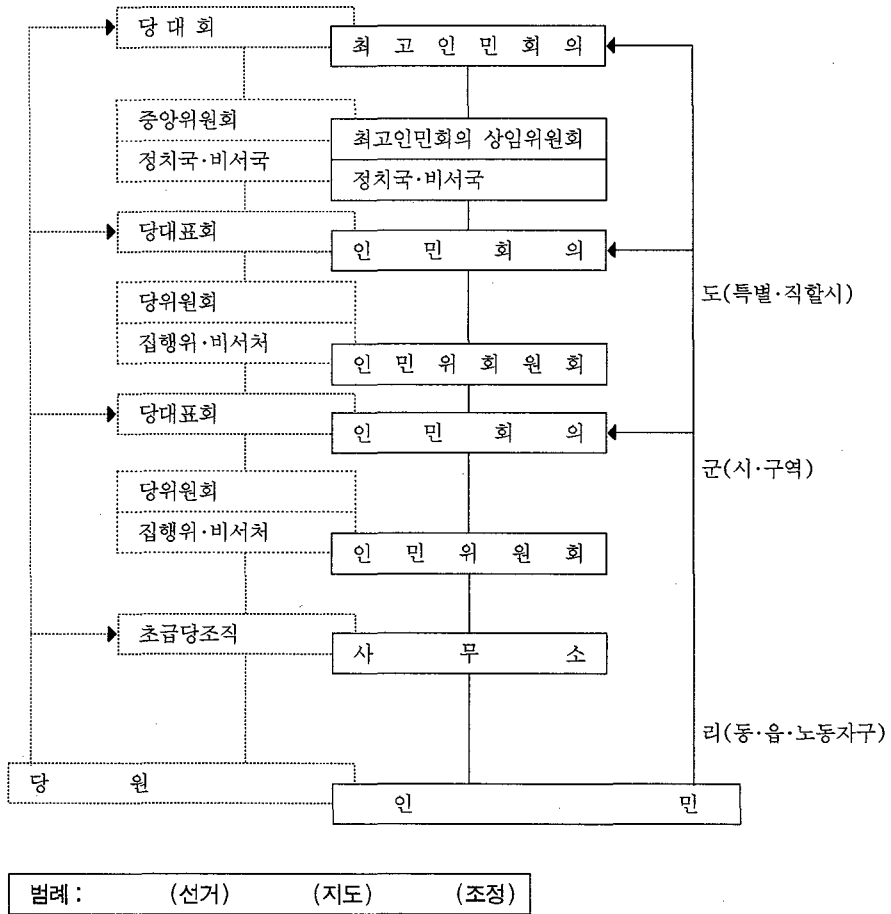 당 대 회
최 고 인 민 회 의
중앙위원회
정치국·비서국
최고인민회의 상임위원회
정치국·비서국
당대표회
인 민 회 의
도(특별·직할시)
당위원회
집행위·비서처
인 민 위 회 원 회
당대표회
인 민 회 의
군(시·구역)
당위원회
집행위·비서처
인 민 위 원 회
초급당조직
사 무 소
리(동·읍·노동자구)
당 원
인 민
범례 : (선거) (지도) (조정)